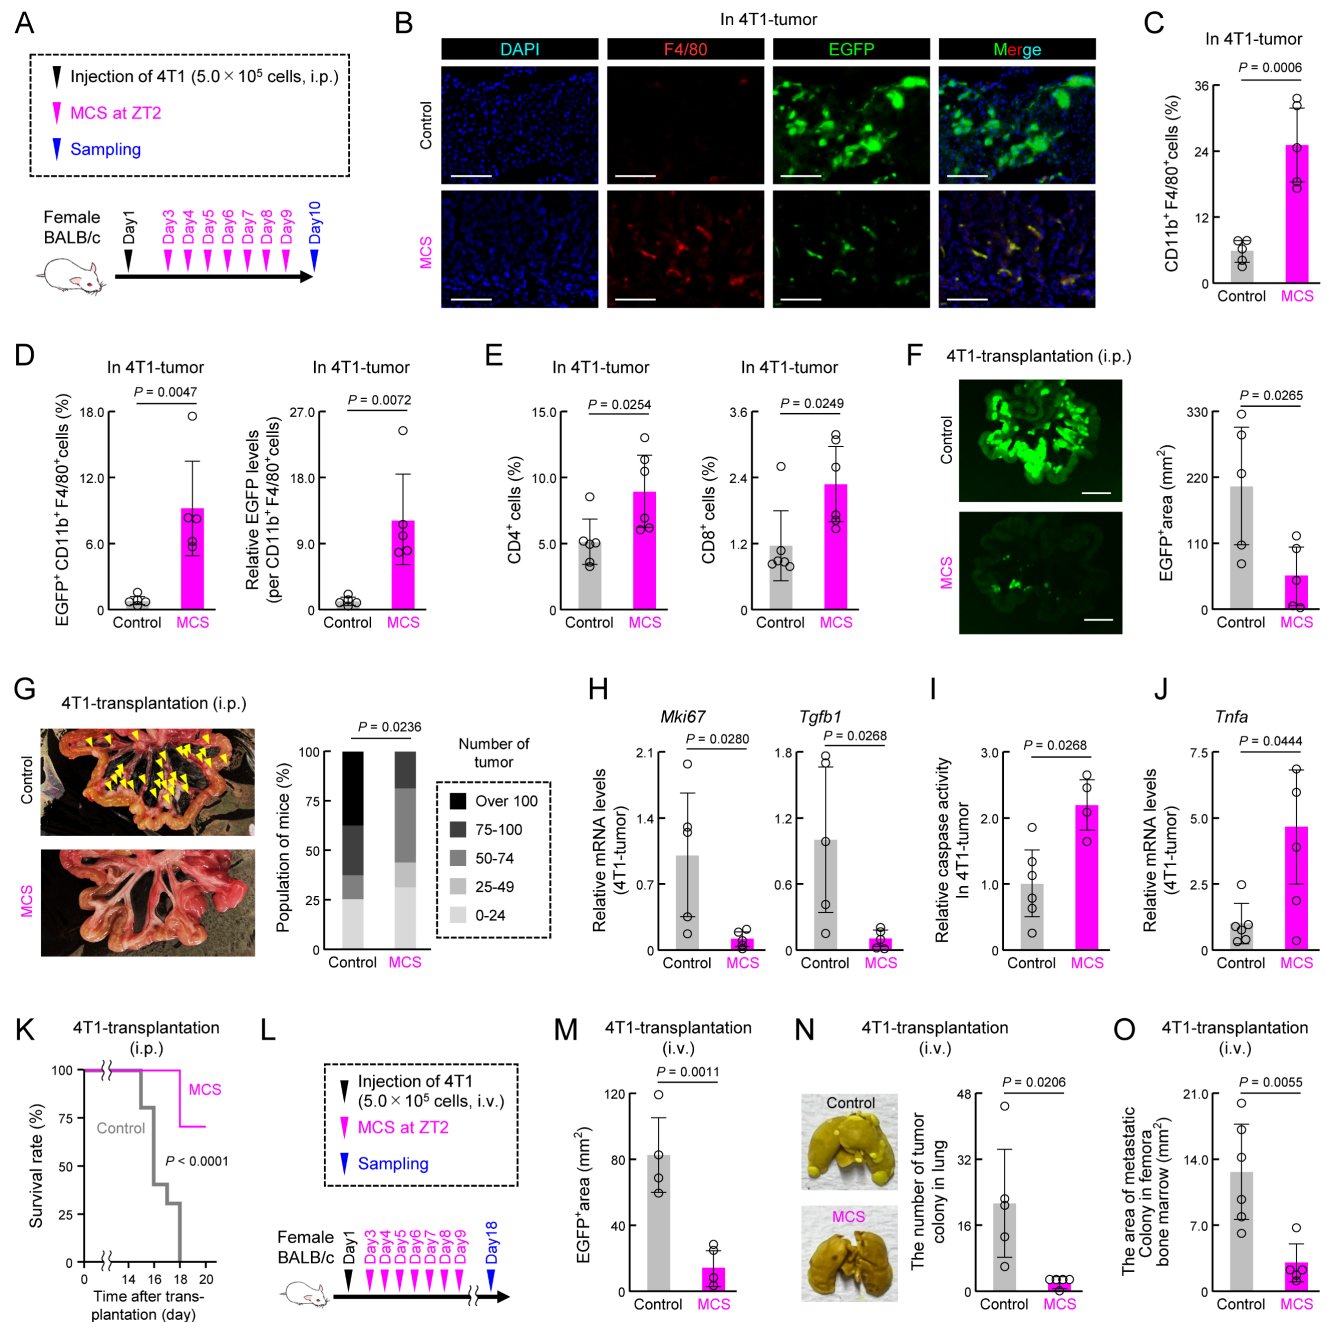 A
Injection of 4T1 (5.0 × 10⁵ cells, i.p.)
MCS at ZT2
Sampling
Female
BALB/c
Day1
Day3
Day4
Day5
Day6
Day7
Day8
Day9
Day10
B
In 4T1-tumor
DAPI
F4/80
EGFP
Merge
Control
MCS
C
In 4T1-tumor
P = 0.0006
CD11b⁺ F4/80⁺cells (%)
36
24
12
0
Control
MCS
D
In 4T1-tumor
P = 0.0047
EGFP⁺ CD11b⁺ F4/80⁺cells (%)
18.0
12.0
6.0
0
Control
MCS
In 4T1-tumor
P = 0.0072
Relative EGFP levels
(per CD11b⁺ F4/80⁺cells)
27.0
18.0
9.0
0
Control
MCS
E
In 4T1-tumor
P = 0.0254
CD4⁺ cells (%)
15.0
10.0
5.0
0
Control
MCS
In 4T1-tumor
P = 0.0249
CD8⁺ cells (%)
3.6
2.4
1.2
0
Control
MCS
F
4T1-transplantation (i.p.)
Control
MCS
P = 0.0265
EGFP⁺area (mm²)
330
220
110
0
Control
MCS
G
4T1-transplantation (i.p.)
Control
MCS
P = 0.0236
Population of mice (%)
100
75
50
25
0
Control
MCS
Number of
tumor
Over 100
75-100
50-74
25-49
0-24
H
Mki67
P = 0.0280
Relative mRNA levels
(4T1-tumor)
2.1
1.4
0.7
0
Control
MCS
Tgfb1
P = 0.0268
1.8
1.2
0.6
0
Control
MCS
I
P = 0.0268
Relative caspase activity
In 4T1-tumor
3.0
2.0
1.0
0
Control
MCS
J
Tnfa
P = 0.0444
Relative mRNA levels
(4T1-tumor)
7.5
5.0
2.5
0
Control
MCS
K
4T1-transplantation
(i.p.)
Survival rate (%)
100
75
50
25
0
MCS
Control
P < 0.0001
0
14
16
18
20
Time after trans-
plantation (day)
L
Injection of 4T1
(5.0 × 10⁵ cells, i.v.)
MCS at ZT2
Sampling
Female
BALB/c
Day1
Day3
Day4
Day5
Day6
Day7
Day8
Day9
Day18
M
4T1-transplantation
(i.v.)
P = 0.0011
EGFP⁺area (mm²)
120
80
40
0
Control
MCS
N
4T1-transplantation
(i.v.)
Control
MCS
P = 0.0206
The number of tumor
colony in lung
48
32
16
0
Control
MCS
O
4T1-transplantation
(i.v.)
P = 0.0055
The area of metastatic
Colony in femora
bone marrow (mm²)
21.0
14.0
7.0
0
Control
MCS